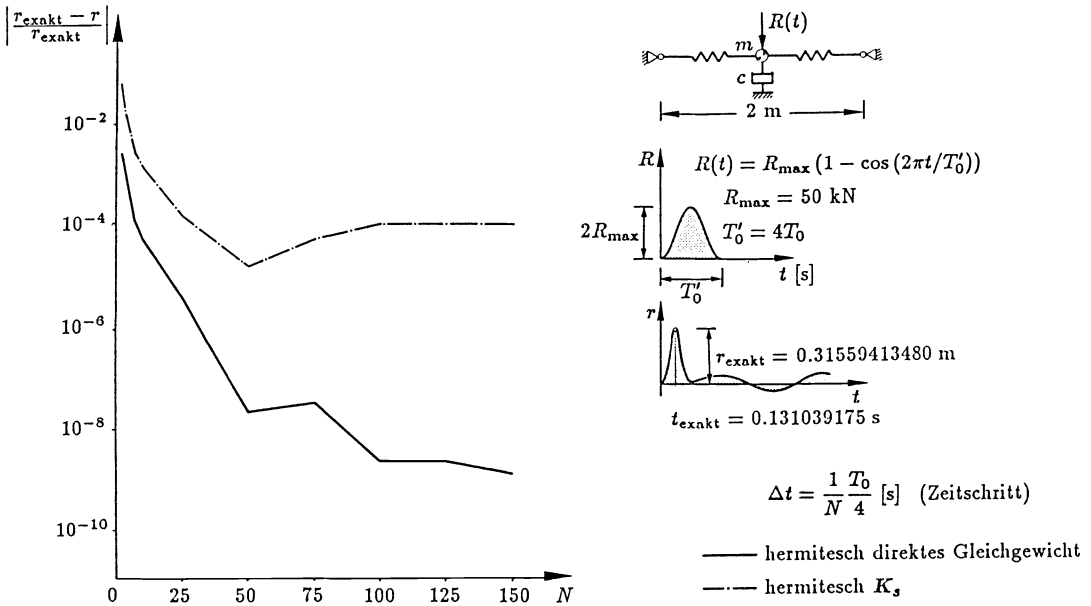 |(r_exakt − r) / r_exakt|
10^−2
10^−4
10^−6
10^−8
10^−10
0 25 50 75 100 125 150 N
R(t)
m
c
2 m
R
R(t) = R_max (1 − cos (2πt/T′_0))
R_max = 50 kN
2R_max
T′_0 = 4T_0
t [s]
T′_0
r
r_exakt = 0.31559413480 m
t
t_exakt = 0.131039175 s
Δt = 1/N T_0/4 [s] (Zeitschritt)
hermitesch direktes Gleichgewicht
hermitesch K_s